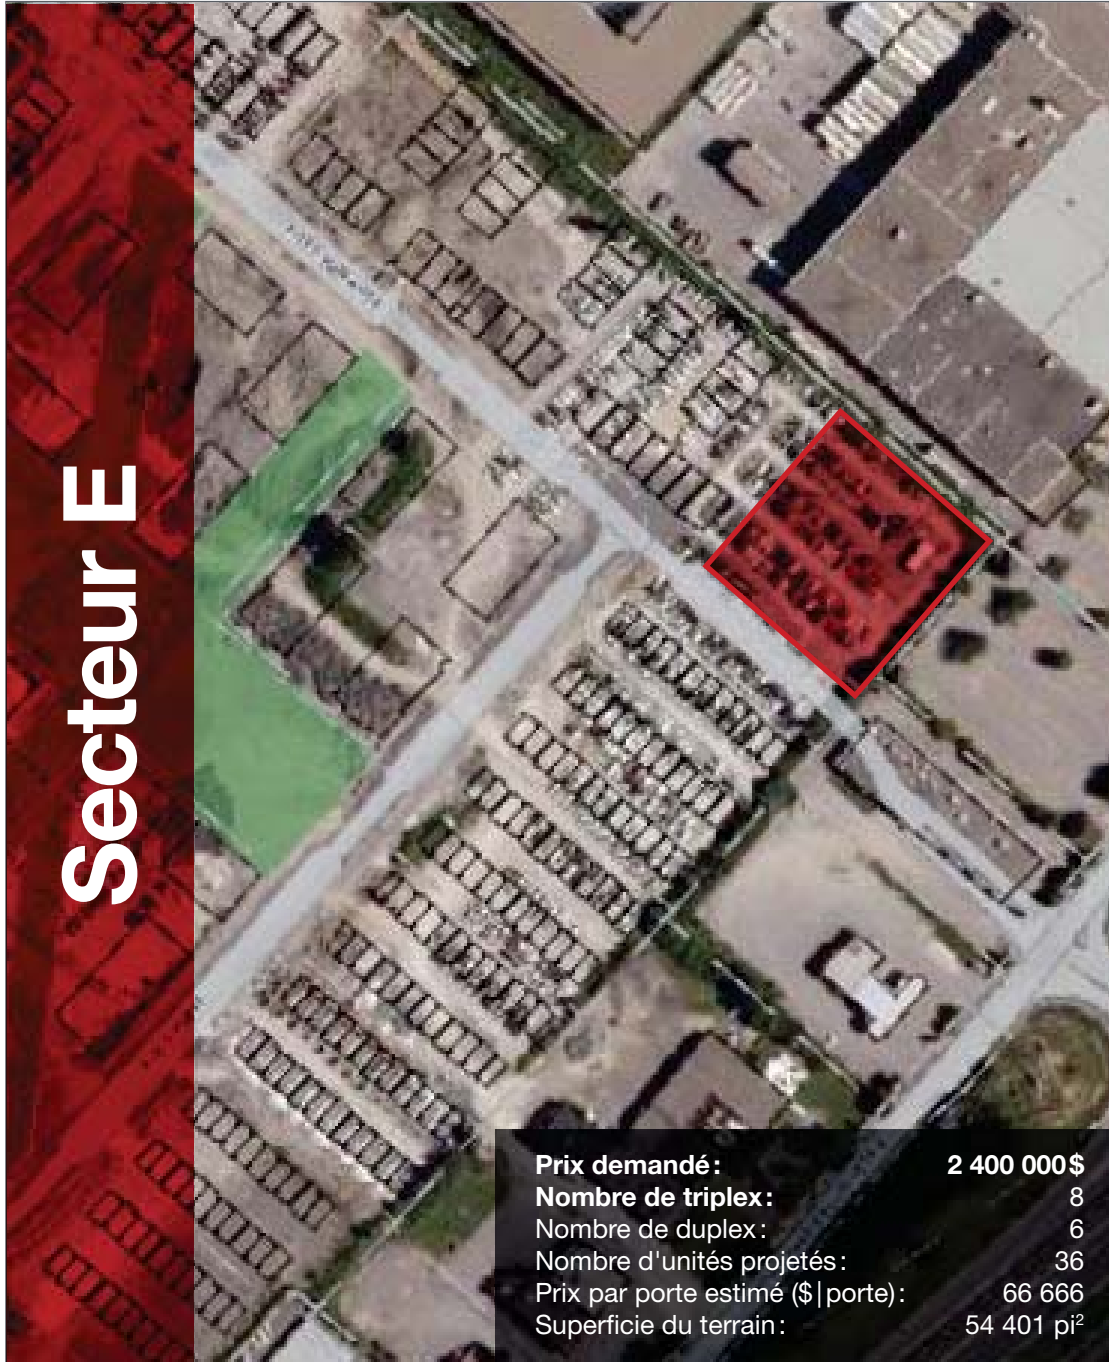 Secteur E
Prix demandé: 2 400 000$
Nombre de triplex: 8
Nombre de duplex: 6
Nombre d'unités projetés: 36
Prix par porte estimé ($|porte): 66 666
Superficie du terrain: 54 401 pi²